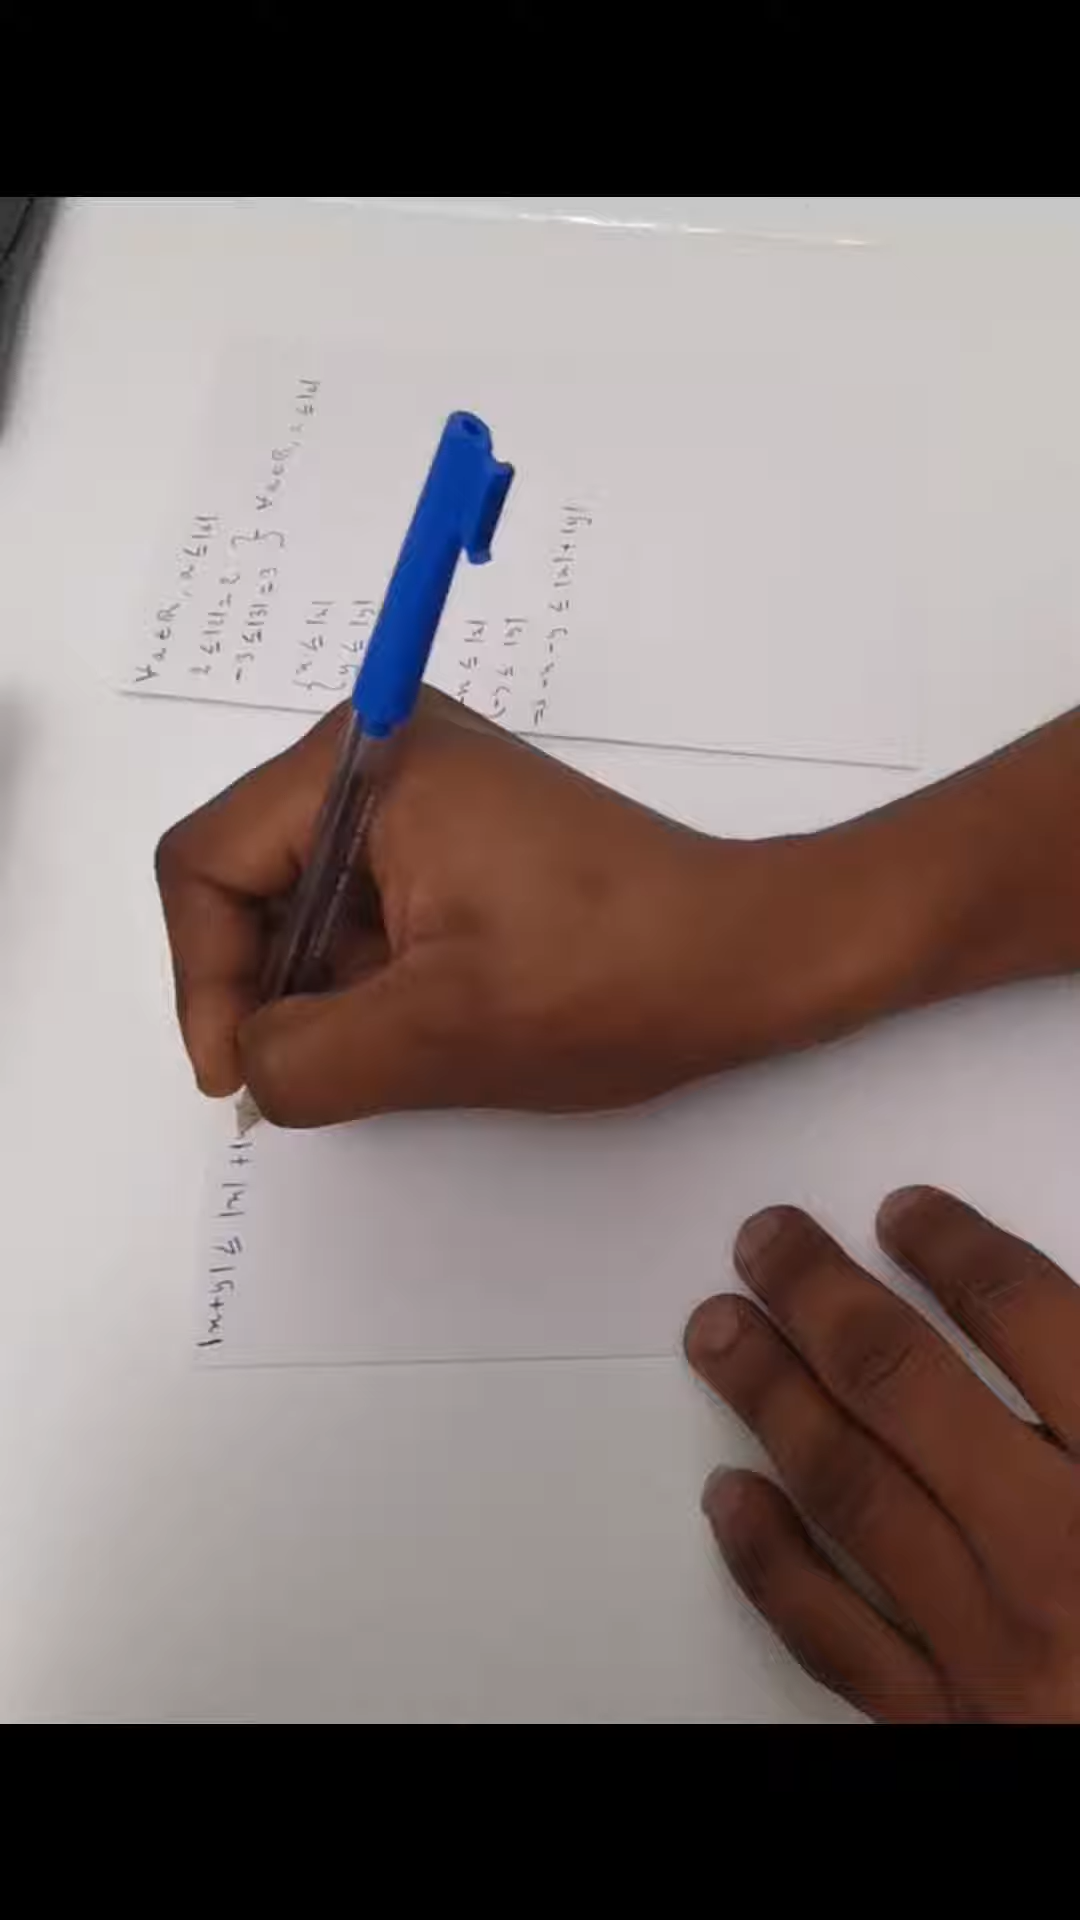 ∀a∈ℝ, a ≤ |a|
2 ≤ |2| = 2
-3 ≤ |3| = 3 } ∀a∈ℝ, a ≤ |a|
{ x ≤ |x|
{ y ≤ |y|
-x ≤ |x|
(-y ≤ |y|
⇒ -x-y ≤ |x|+|y|
|x+y| ≤ |x| + |